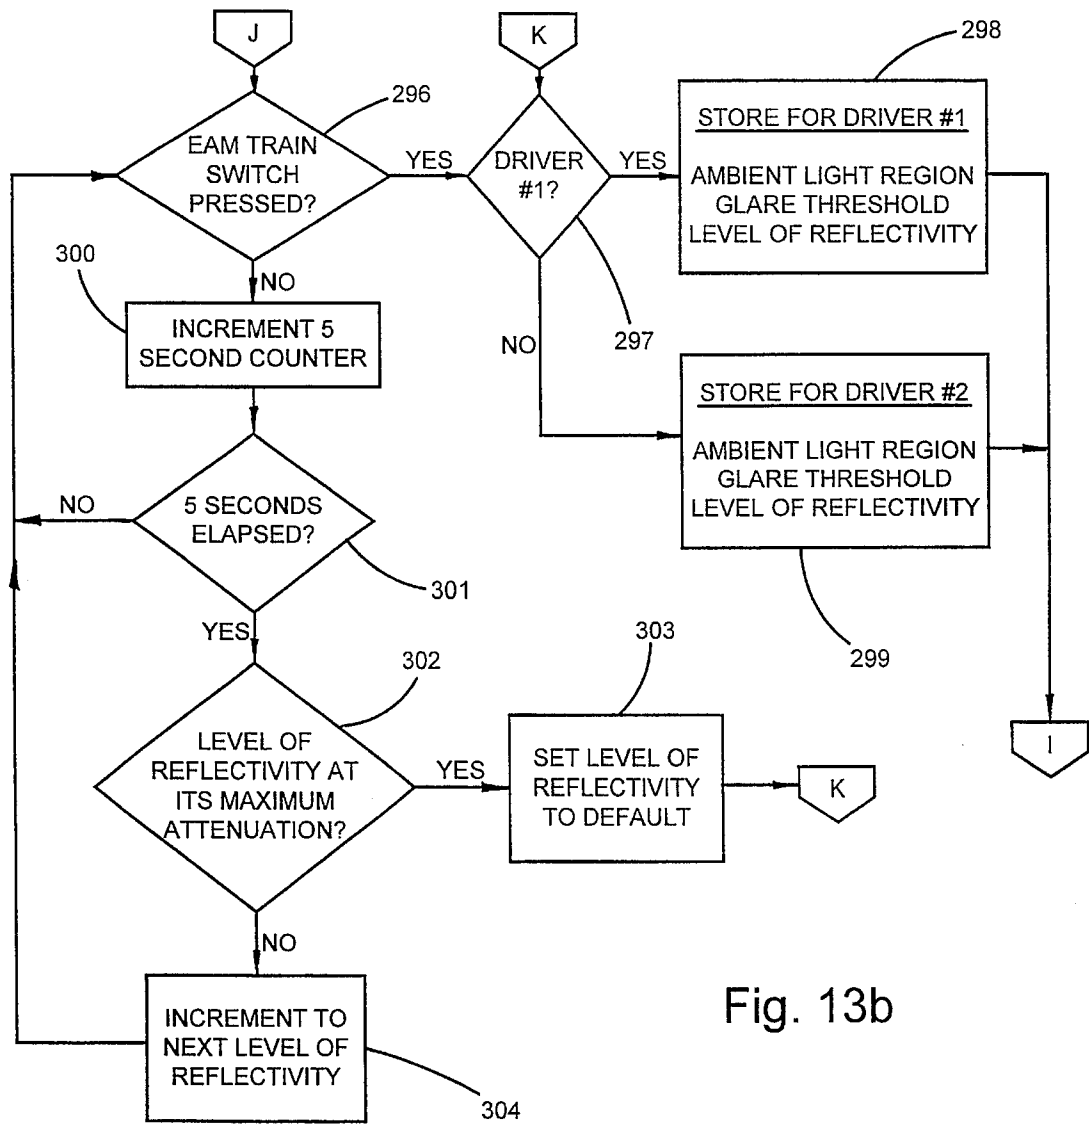 J
K
298
296
EAM TRAIN
SWITCH
PRESSED?
YES
DRIVER
#1?
YES
STORE FOR DRIVER #1
AMBIENT LIGHT REGION
GLARE THRESHOLD
LEVEL OF REFLECTIVITY
300
NO
INCREMENT 5
SECOND COUNTER
NO
297
STORE FOR DRIVER #2
AMBIENT LIGHT REGION
GLARE THRESHOLD
LEVEL OF REFLECTIVITY
NO
5 SECONDS
ELAPSED?
301
299
YES
302
303
I
LEVEL OF
REFLECTIVITY AT
ITS MAXIMUM
ATTENUATION?
YES
SET LEVEL OF
REFLECTIVITY
TO DEFAULT
K
NO
INCREMENT TO
NEXT LEVEL OF
REFLECTIVITY
304
Fig. 13b